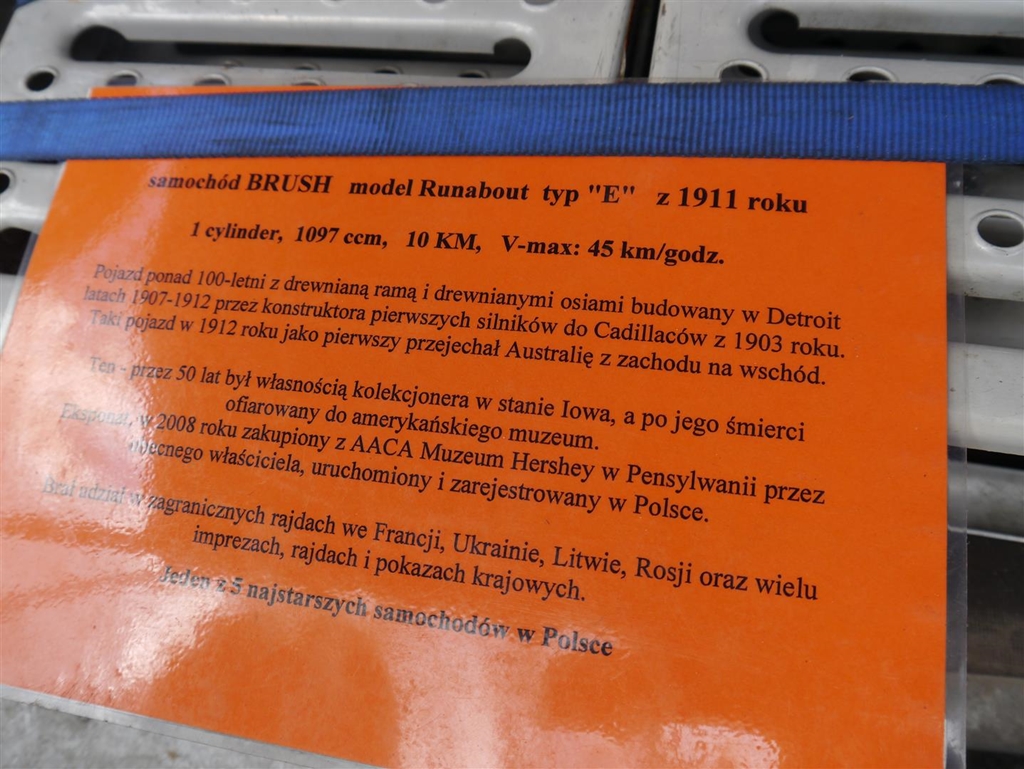 samochód BRUSH model Runabout typ "E" z 1911 roku
1 cylinder, 1097 ccm, 10 KM, V-max: 45 km/godz.
Pojazd ponad 100-letni z drewnianą ramą i drewnianymi osiami budowany w Detroit
latach 1907-1912 przez konstruktora pierwszych silników do Cadillaców z 1903 roku.
Taki pojazd w 1912 roku jako pierwszy przejechał Australię z zachodu na wschód.
Ten - przez 50 lat był własnością kolekcjonera w stanie Iowa, a po jego śmierci
ofiarowany do amerykańskiego muzeum.
Eksponat, w 2008 roku zakupiony z AACA Muzeum Hershey w Pensylwanii przez
obecnego właściciela, uruchomiony i zarejestrowany w Polsce.
Brał udział w zagranicznych rajdach we Francji, Ukrainie, Litwie, Rosji oraz wielu
imprezach, rajdach i pokazach krajowych.
Jeden z 5 najstarszych samochodów w Polsce